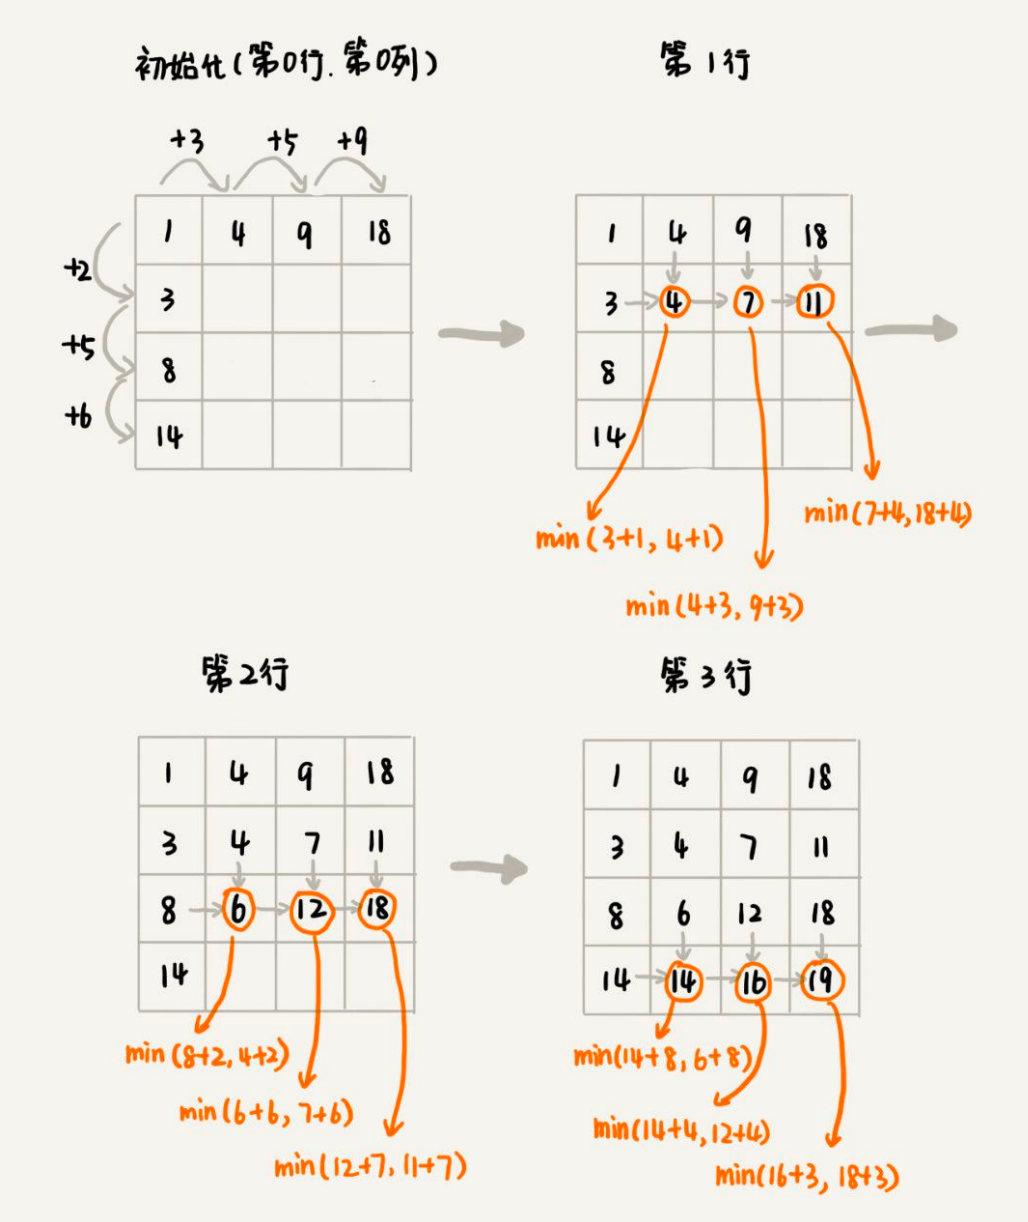 初始化(第0行.第0列)
+3 +5 +9
1 4 9 18
+2
3
+5
8
+6
14
第1行
1 4 9 18
3 4 7 11
8
14
min(3+1, 4+1)
min(4+3, 9+3)
min(7+4,18+4)
第2行
1 4 9 18
3 4 7 11
8 6 12 18
14
min(8+2,4+2)
min(6+6, 7+6)
min(12+7, 11+7)
第3行
1 4 9 18
3 4 7 11
8 6 12 18
14 14 16 19
min(14+8, 6+8)
min(14+4,12+4)
min(16+3, 18+3)